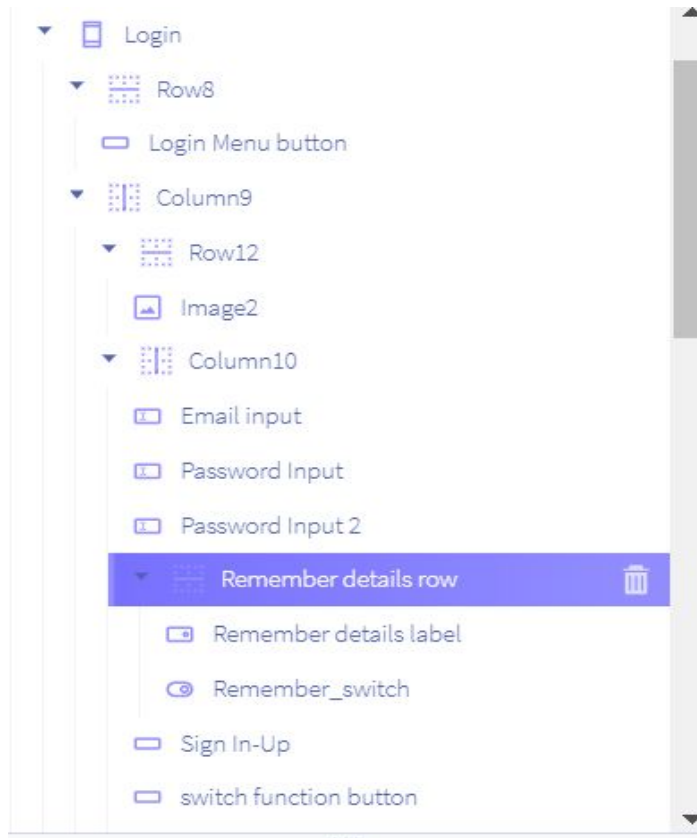 Login
Row8
Login Menu button
Column9
Row12
Image2
Column10
Email input
Password Input
Password Input 2
Remember details row
Remember details label
Remember_switch
Sign In-Up
switch function button